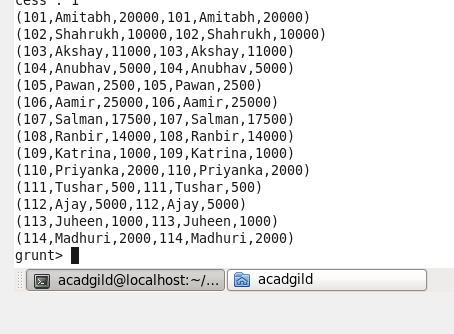 cess : 1
(101,Amitabh,20000,101,Amitabh,20000)
(102,Shahrukh,10000,102,Shahrukh,10000)
(103,Akshay,11000,103,Akshay,11000)
(104,Anubhav,5000,104,Anubhav,5000)
(105,Pawan,2500,105,Pawan,2500)
(106,Aamir,25000,106,Aamir,25000)
(107,Salman,17500,107,Salman,17500)
(108,Ranbir,14000,108,Ranbir,14000)
(109,Katrina,1000,109,Katrina,1000)
(110,Priyanka,2000,110,Priyanka,2000)
(111,Tushar,500,111,Tushar,500)
(112,Ajay,5000,112,Ajay,5000)
(113,Juheen,1000,113,Juheen,1000)
(114,Madhuri,2000,114,Madhuri,2000)
grunt>
acadgild@localhost:~/...
acadgild